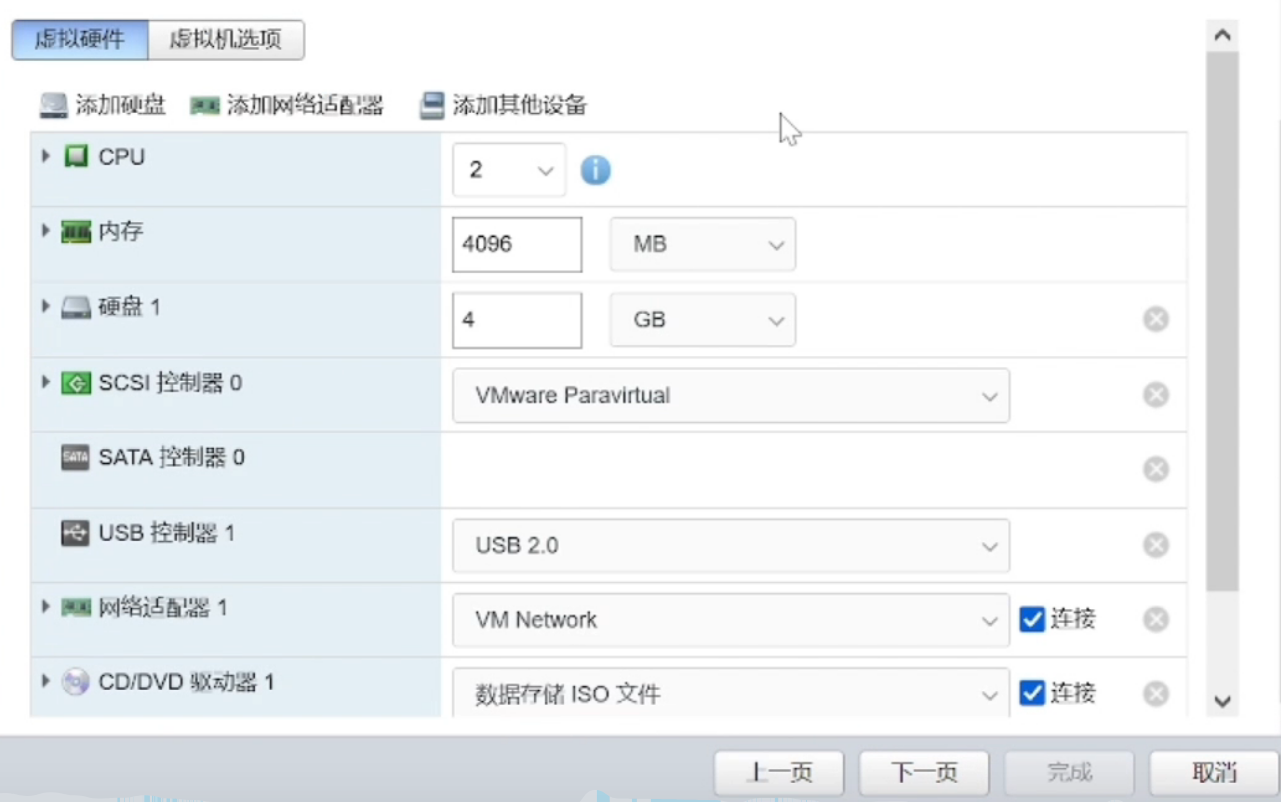 虚拟硬件 虚拟机选项
添加硬盘 添加网络适配器 添加其他设备
CPU 2
内存 4096 MB
硬盘 1 4 GB
SCSI 控制器 0 VMware Paravirtual
SATA 控制器 0
USB 控制器 1 USB 2.0
网络适配器 1 VM Network 连接
CD/DVD 驱动器 1 数据存储 ISO 文件 连接
上一页 下一页 完成 取消